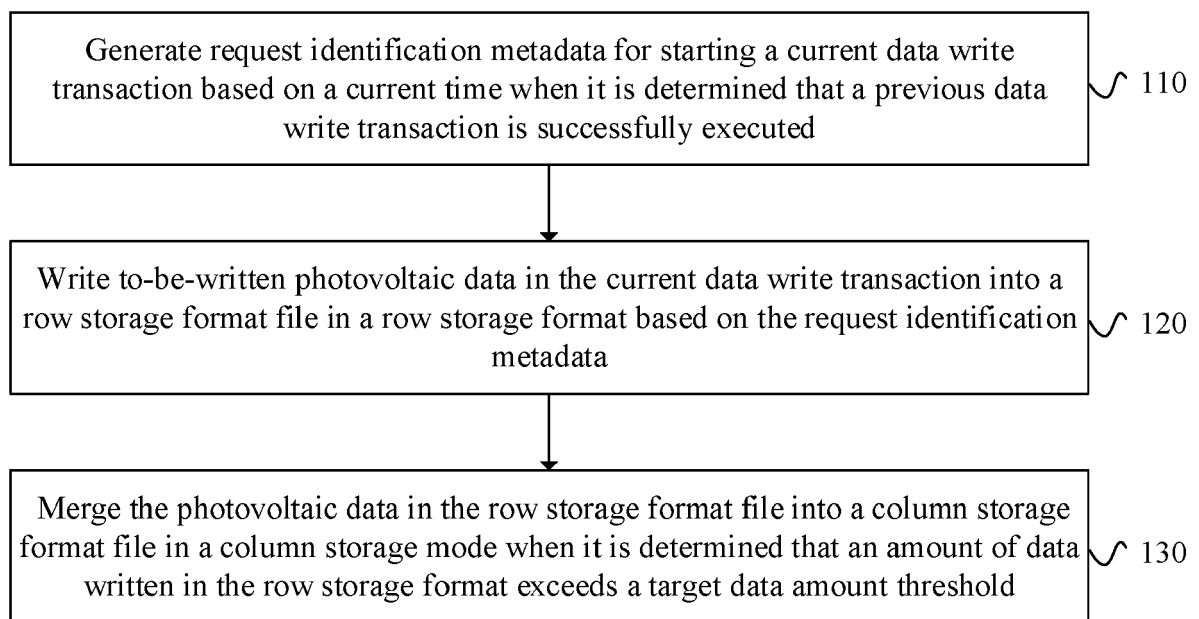 Generate request identification metadata for starting a current data write
transaction based on a current time when it is determined that a previous data
write transaction is successfully executed
110
Write to-be-written photovoltaic data in the current data write transaction into a
row storage format file in a row storage format based on the request identification
metadata
120
Merge the photovoltaic data in the row storage format file into a column storage
format file in a column storage mode when it is determined that an amount of data
written in the row storage format exceeds a target data amount threshold
130